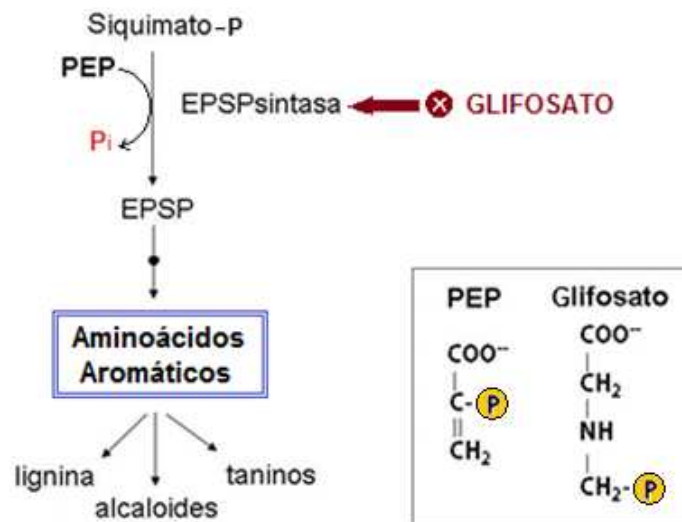 Siquimato-P
PEP
EPSPsintasa
GLIFOSATO
Pi
EPSP
Aminoácidos
Aromáticos
lignina
alcaloides
taninos
PEP
COO--
C-P
CH2
Glifosato
COO--
CH2
NH
CH2-P